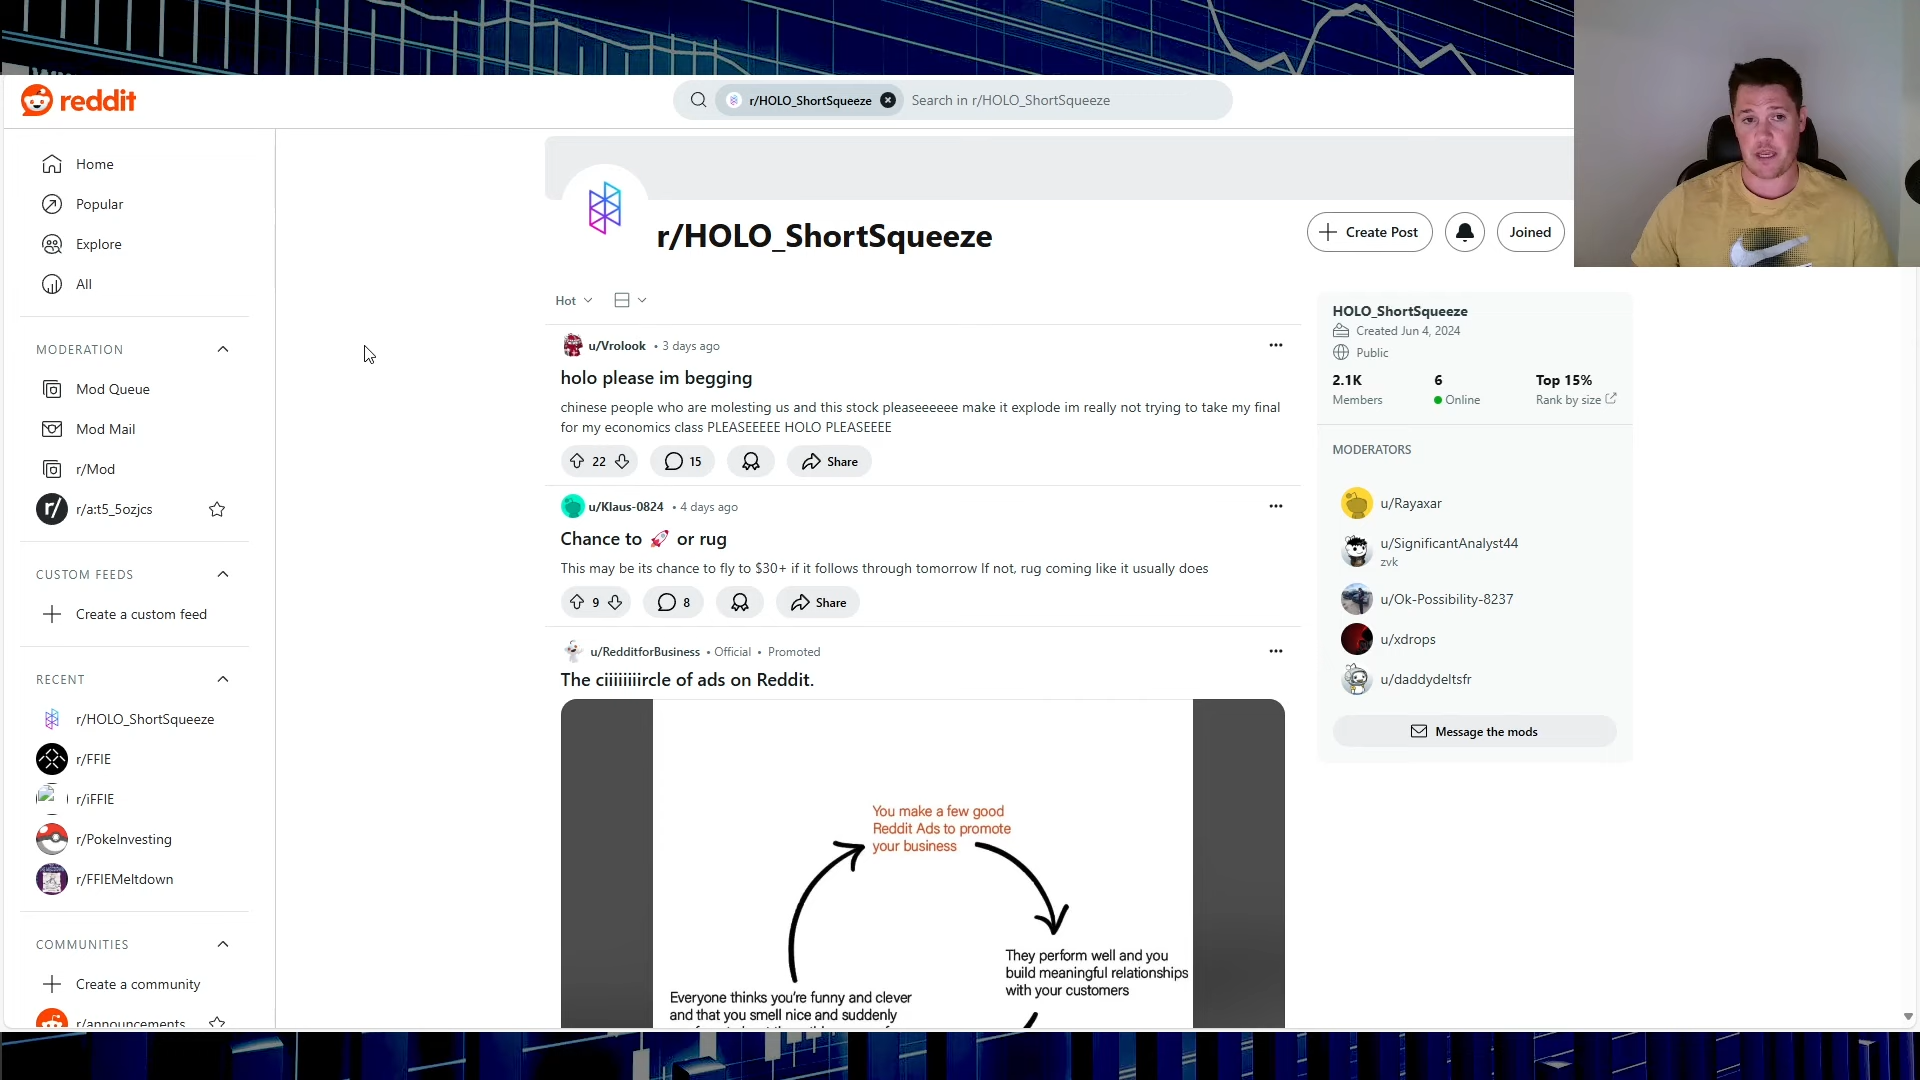 reddit
r/HOLO_ShortSqueeze
Search in r/HOLO_ShortSqueeze
Home
Popular
Explore
All
MODERATION
Mod Queue
Mod Mail
r/Mod
r/
r/a:t5_5ozjcs
CUSTOM FEEDS
Create a custom feed
RECENT
r/HOLO_ShortSqueeze
r/FFIE
r/iFFIE
r/PokeInvesting
r/FFIEMeltdown
COMMUNITIES
Create a community
r/announcements
r/HOLO_ShortSqueeze
Create Post
Joined
Hot
u/Vrolook • 3 days ago
holo please im begging
chinese people who are molesting us and this stock pleaseeeeee make it explode im really not trying to take my final
for my economics class PLEASEEEEE HOLO PLEASEEEE
22
15
Share
u/Klaus-0824 • 4 days ago
Chance to 🚀 or rug
This may be its chance to fly to $30+ if it follows through tomorrow If not, rug coming like it usually does
9
8
Share
u/RedditforBusiness • Official • Promoted
The ciiiiiiircle of ads on Reddit.
You make a few good
Reddit Ads to promote
your business
They perform well and you
build meaningful relationships
with your customers
Everyone thinks you're funny and clever
and that you smell nice and suddenly
HOLO_ShortSqueeze
Created Jun 4, 2024
Public
2.1K
Members
6
Online
Top 15%
Rank by size
MODERATORS
u/Rayaxar
u/SignificantAnalyst44
zvk
u/Ok-Possibility-8237
u/xdrops
u/daddydeltsfr
Message the mods